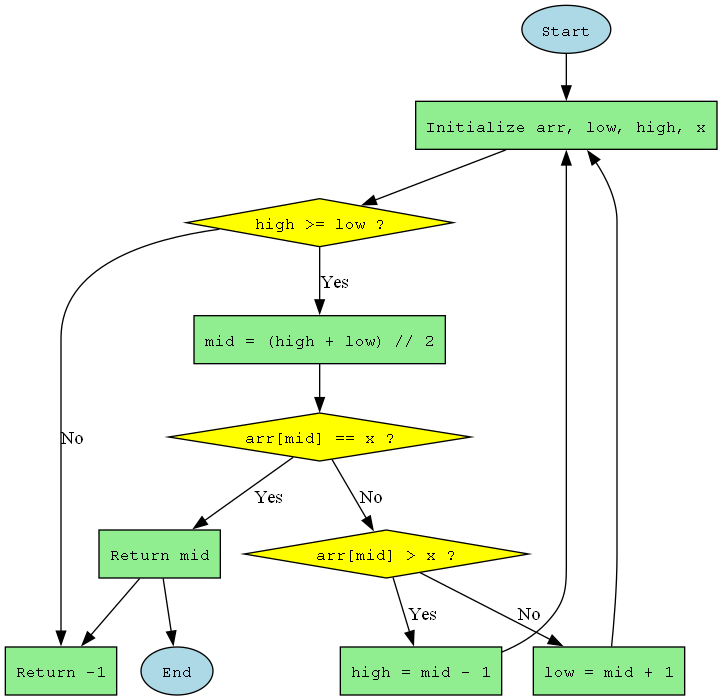 Start
Initialize arr, low, high, x
high >= low ?
Yes
mid = (high + low) // 2
No
arr[mid] == x ?
Yes
No
Return mid
arr[mid] > x ?
Yes
No
Return -1
End
high = mid - 1
low = mid + 1